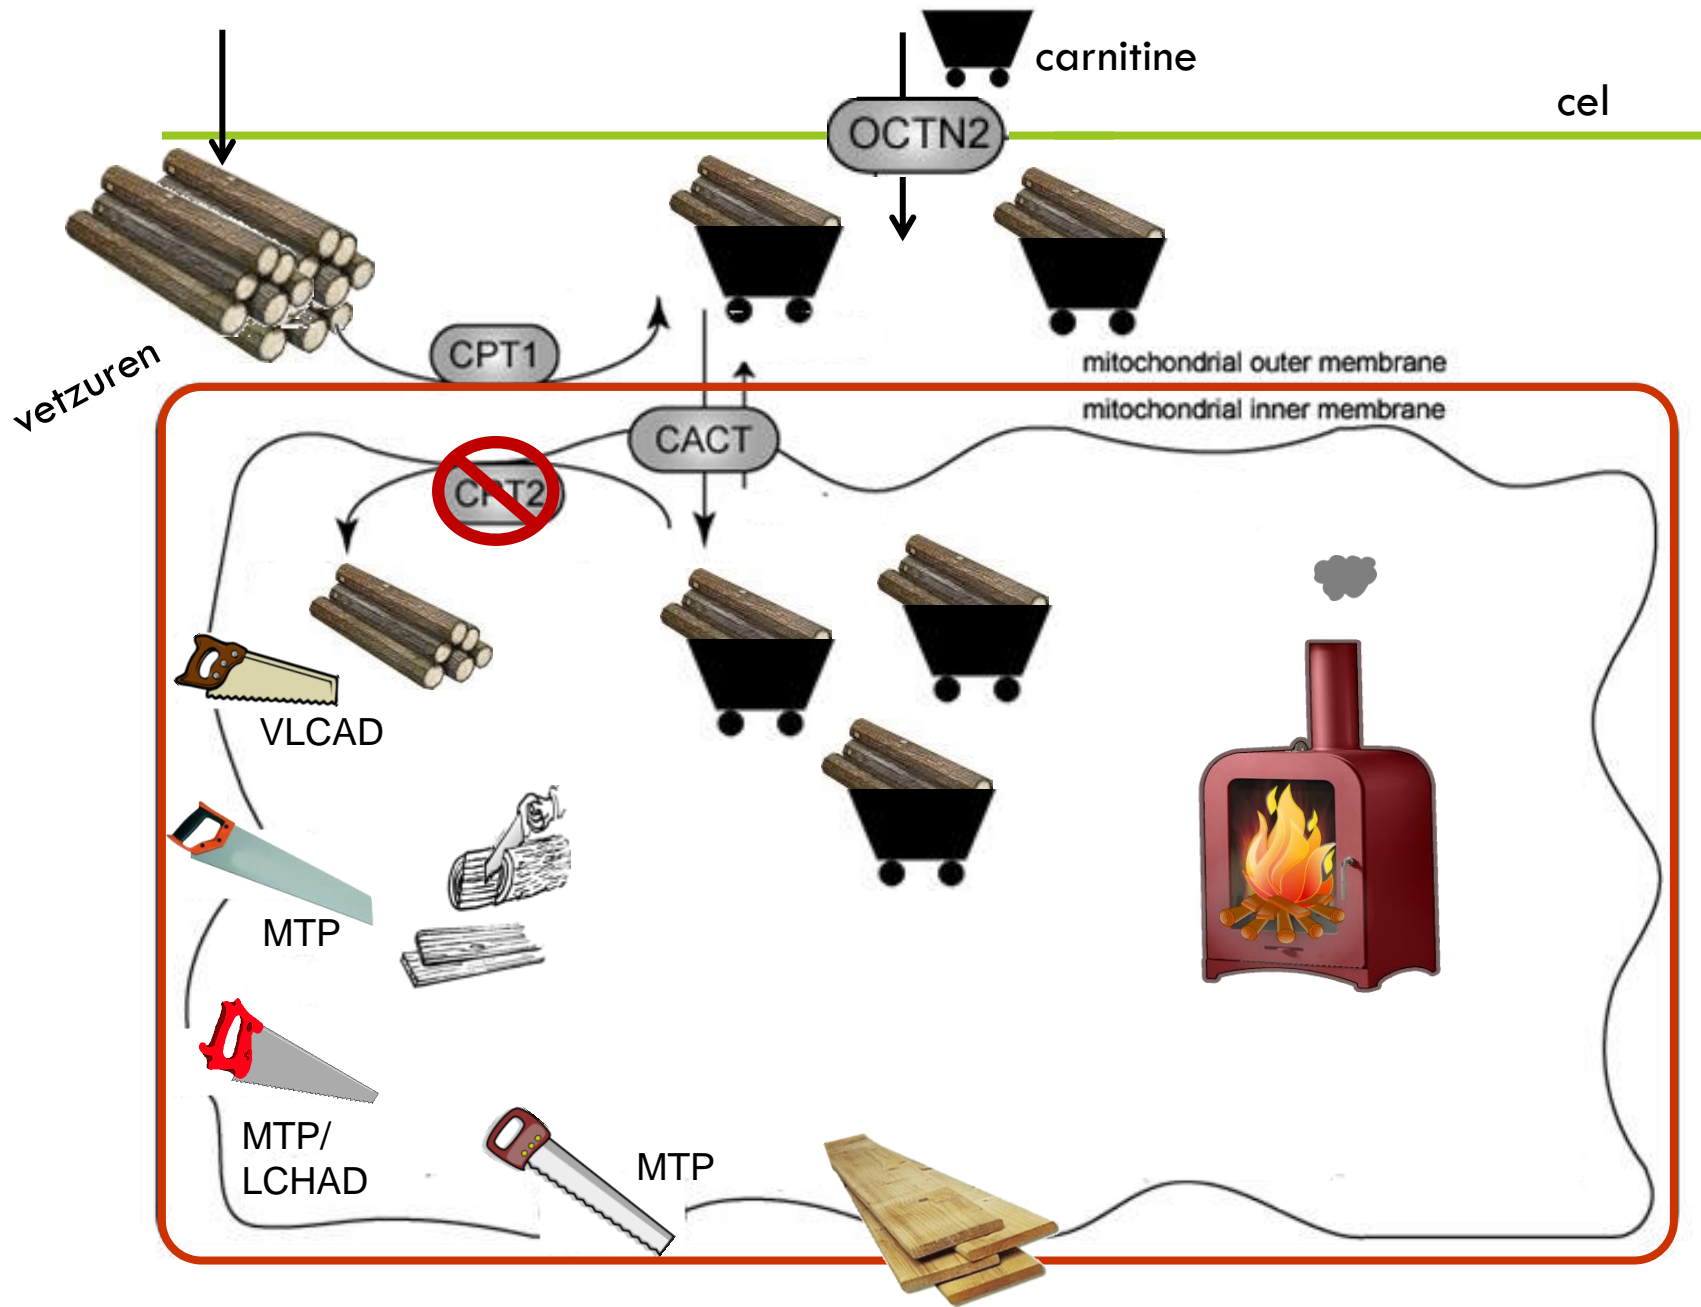 carnitine
cel
OCTN2
vetzuren
CPT1
mitochondrial outer membrane
mitochondrial inner membrane
CACT
CPT2
VLCAD
MTP
MTP/
LCHAD
MTP